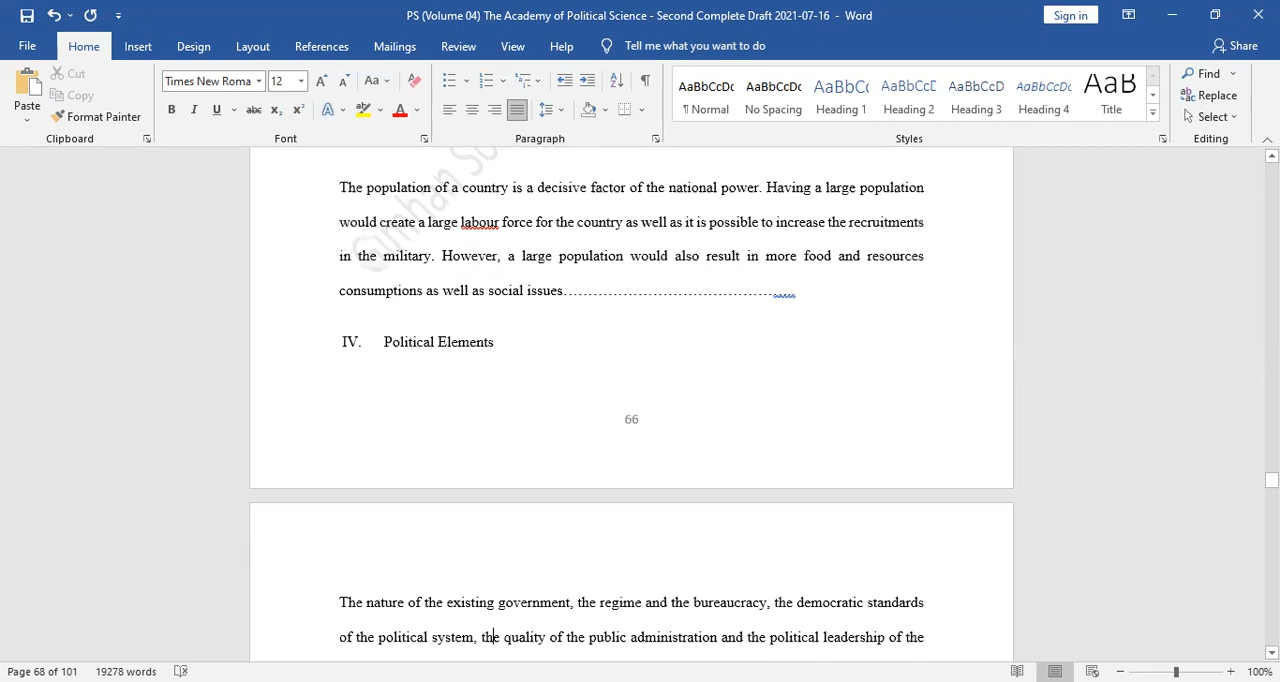 PS (Volume 04) The Academy of Political Science - Second Complete Draft 2021-07-16 - Word
Sign in
File Home Insert Design Layout References Mailings Review View Help Tell me what you want to do Share
Paste Cut Copy Format Painter
Times New Roma 12 Aa
B I U abc X₂ X² A A
AaBbCcDc AaBbCcDc AaBbCc AaBbCcD AaBbCcD AaBbCcDc AaB
¶ Normal No Spacing Heading 1 Heading 2 Heading 3 Heading 4 Title
Find Replace Select
Clipboard Font Paragraph Styles Editing
The population of a country is a decisive factor of the national power. Having a large population
would create a large labour force for the country as well as it is possible to increase the recruitments
in the military. However, a large population would also result in more food and resources
consumptions as well as social issues……………………………………
IV. Political Elements
66
The nature of the existing government, the regime and the bureaucracy, the democratic standards
of the political system, the quality of the public administration and the political leadership of the
Page 68 of 101 19278 words 100%